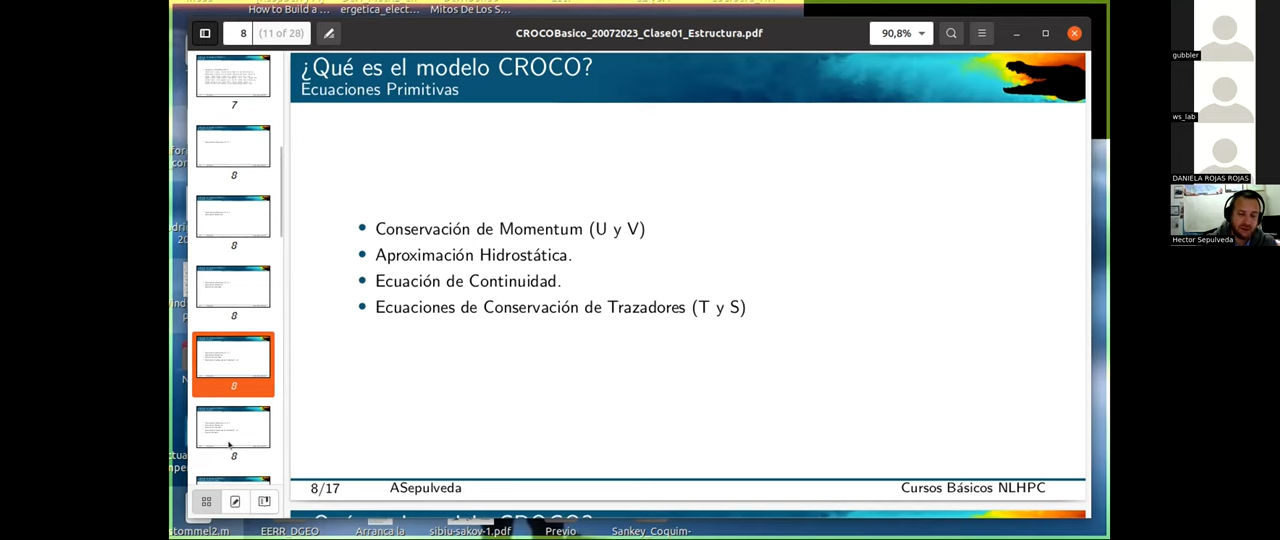 How to Build a ...
ergetica_elect...
Mitos De Los S...
8
(11 of 28)
CROCOBasico_20072023_Clase01_Estructura.pdf
90,8%
gubbler
ws_lab
DANIELA ROJAS ROJAS
Hector Sepulveda
7
8
8
8
8
8
¿Qué es el modelo CROCO?
Ecuaciones Primitivas
Conservación de Momentum (U y V)
Aproximación Hidrostática.
Ecuación de Continuidad.
Ecuaciones de Conservación de Trazadores (T y S)
8/17
ASepulveda
Cursos Básicos NLHPC
stommel2.m
EERR_DGEO
Arranca la
sibiu-sakov-1.pdf
Previo
Sankey_Coquim-